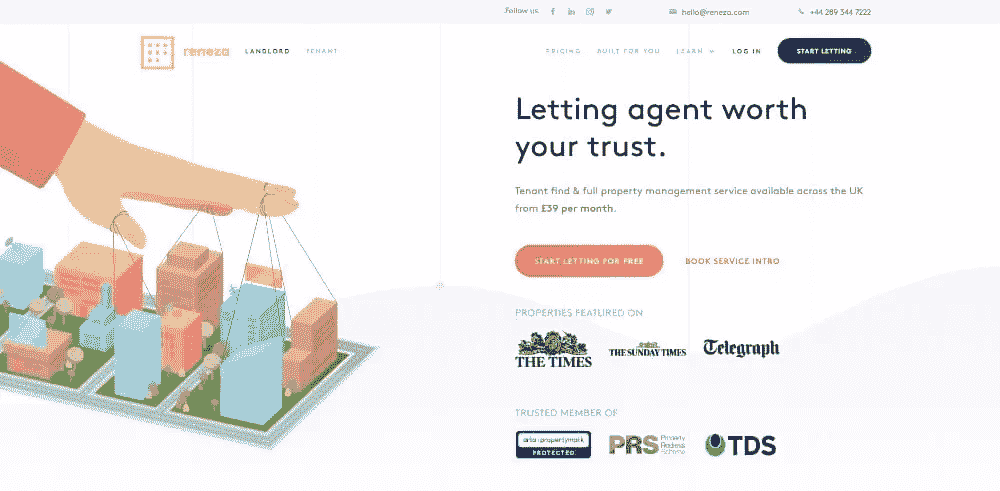 Follow us
hello@reneza.com
+44 289 344 7222
reneza
LANDLORD
TENANT
PRICING
BUILT FOR YOU
LEARN
LOG IN
START LETTING
Letting agent worth
your trust.
Tenant find & full property management service available across the UK
from £39 per month.
START LETTING FOR FREE
BOOK SERVICE INTRO
PROPERTIES FEATURED ON
THE TIMES
THE SUNDAY TIMES
Telegraph
TRUSTED MEMBER OF
arla | propertymark
PROTECTED
PRS
Property
Redress
Scheme
TDS